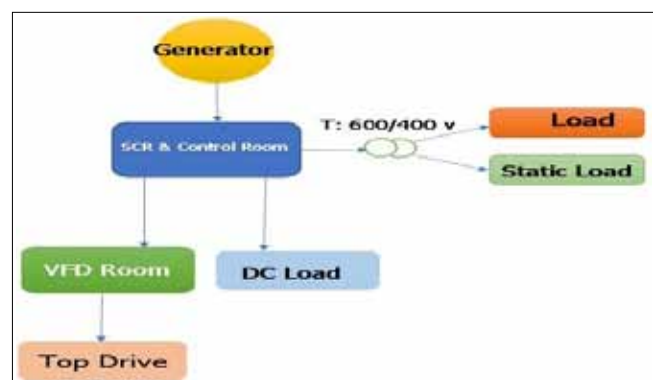 Generator
T: 600/400 v
Load
SCR & Control Room
Static Load
VFD Room
DC Load
Top Drive